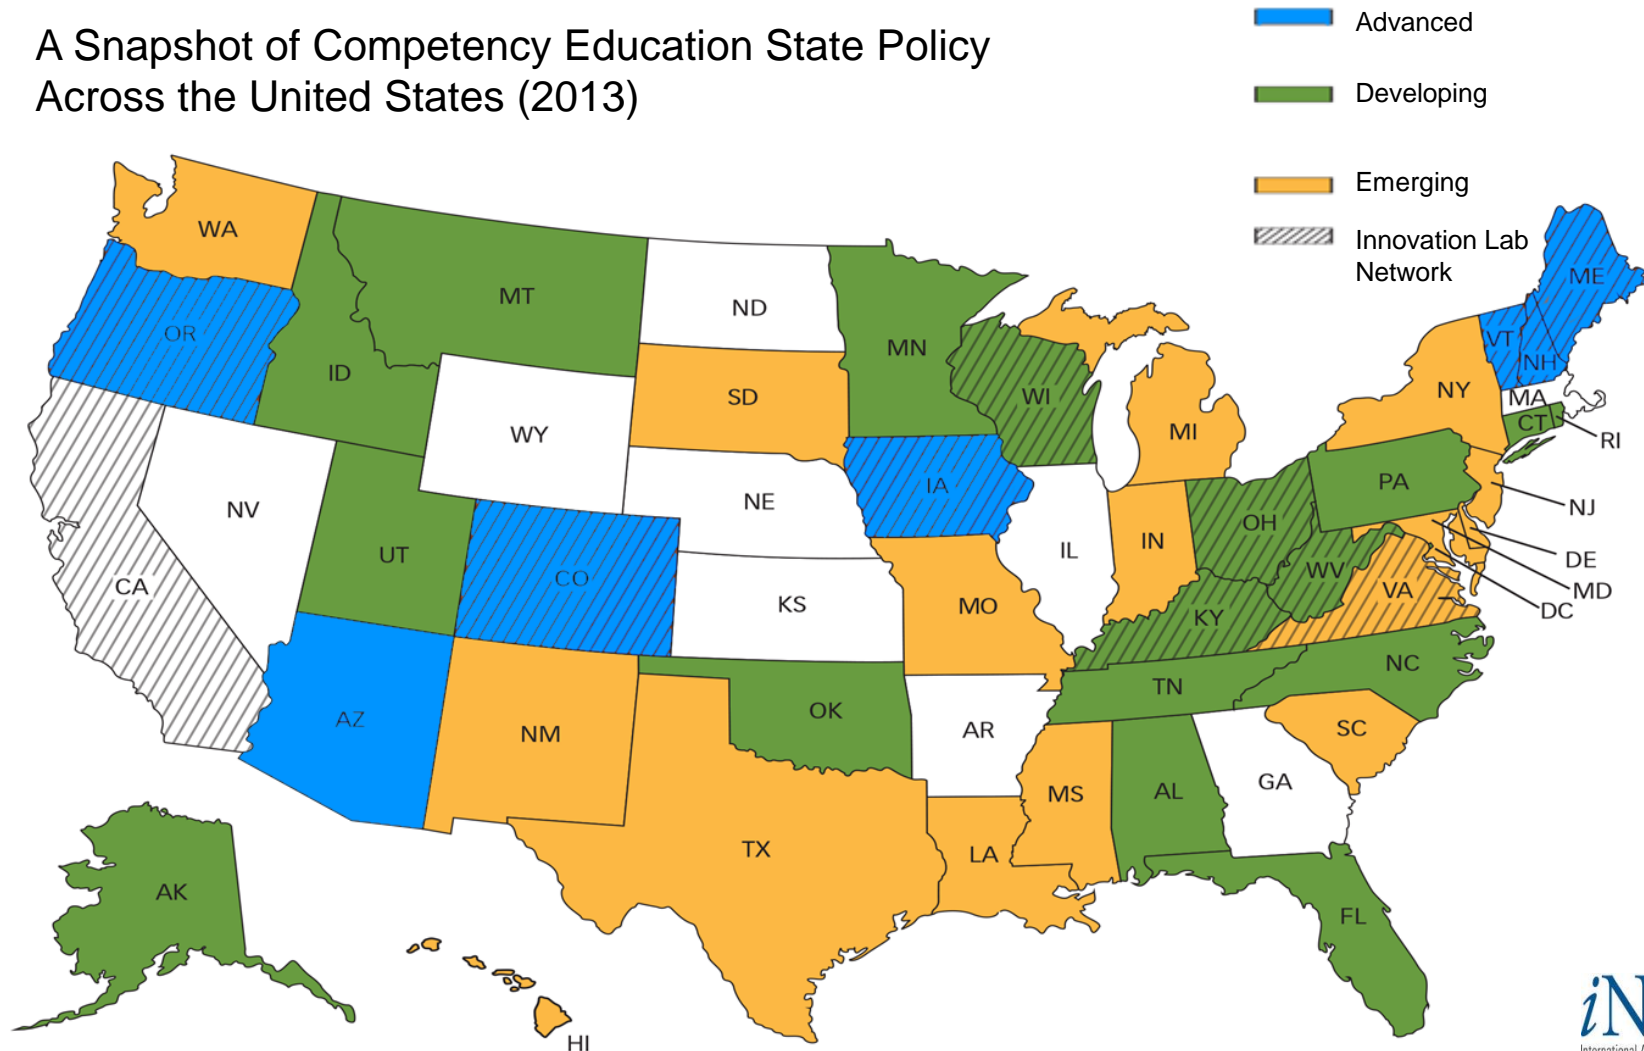 A Snapshot of Competency Education State Policy
Across the United States (2013)
Advanced
Developing
Emerging
Innovation Lab
Network
WA
OR
MT
ID
ND
MN
SD
WI
WY
MI
NY
ME
VT
NH
MA
CT
RI
NV
UT
CA
CO
NE
IA
IL
IN
OH
PA
NJ
DE
MD
DC
WV
VA
KS
MO
KY
AZ
NM
OK
AR
TN
NC
SC
TX
LA
MS
AL
GA
FL
AK
HI
iN
International